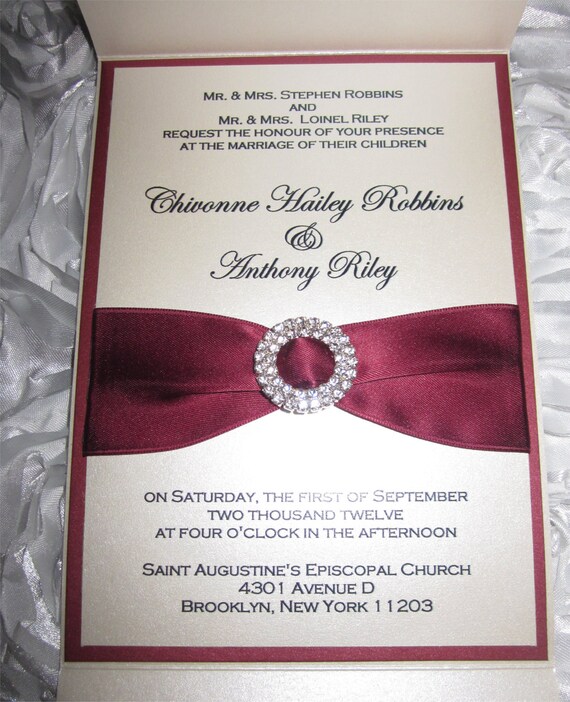 Mr. & Mrs. Stephen Robbins
and
Mr. & Mrs. Loinel Riley
request the honour of your presence
at the marriage of their children
Chivonne Hailey Robbins
&
Anthony Riley
on Saturday, the first of September
two thousand twelve
at four o'clock in the afternoon
Saint Augustine's Episcopal Church
4301 Avenue D
Brooklyn, New York 11203